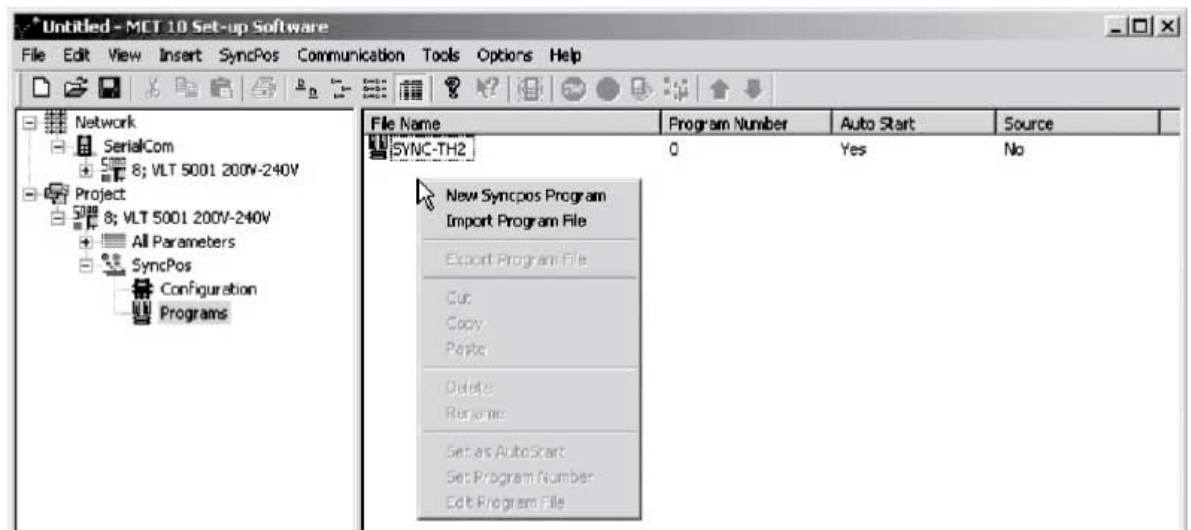 Untitled - MCT 10 Set-up Software
File Edit View Insert SyncPos Communication Tools Options Help
Network
SerialCom
8; VLT 5001 200V-240V
Project
8; VLT 5001 200V-240V
All Parameters
SyncPos
Configuration
Programs
File Name Program Number Auto Start Source
SYNC-TH2 0 Yes No
New Syncpos Program
Import Program File
Export Program File
Cut
Copy
Paste
Delete
Rename
Set as AutoStart
Set Program Number
Edit Program File